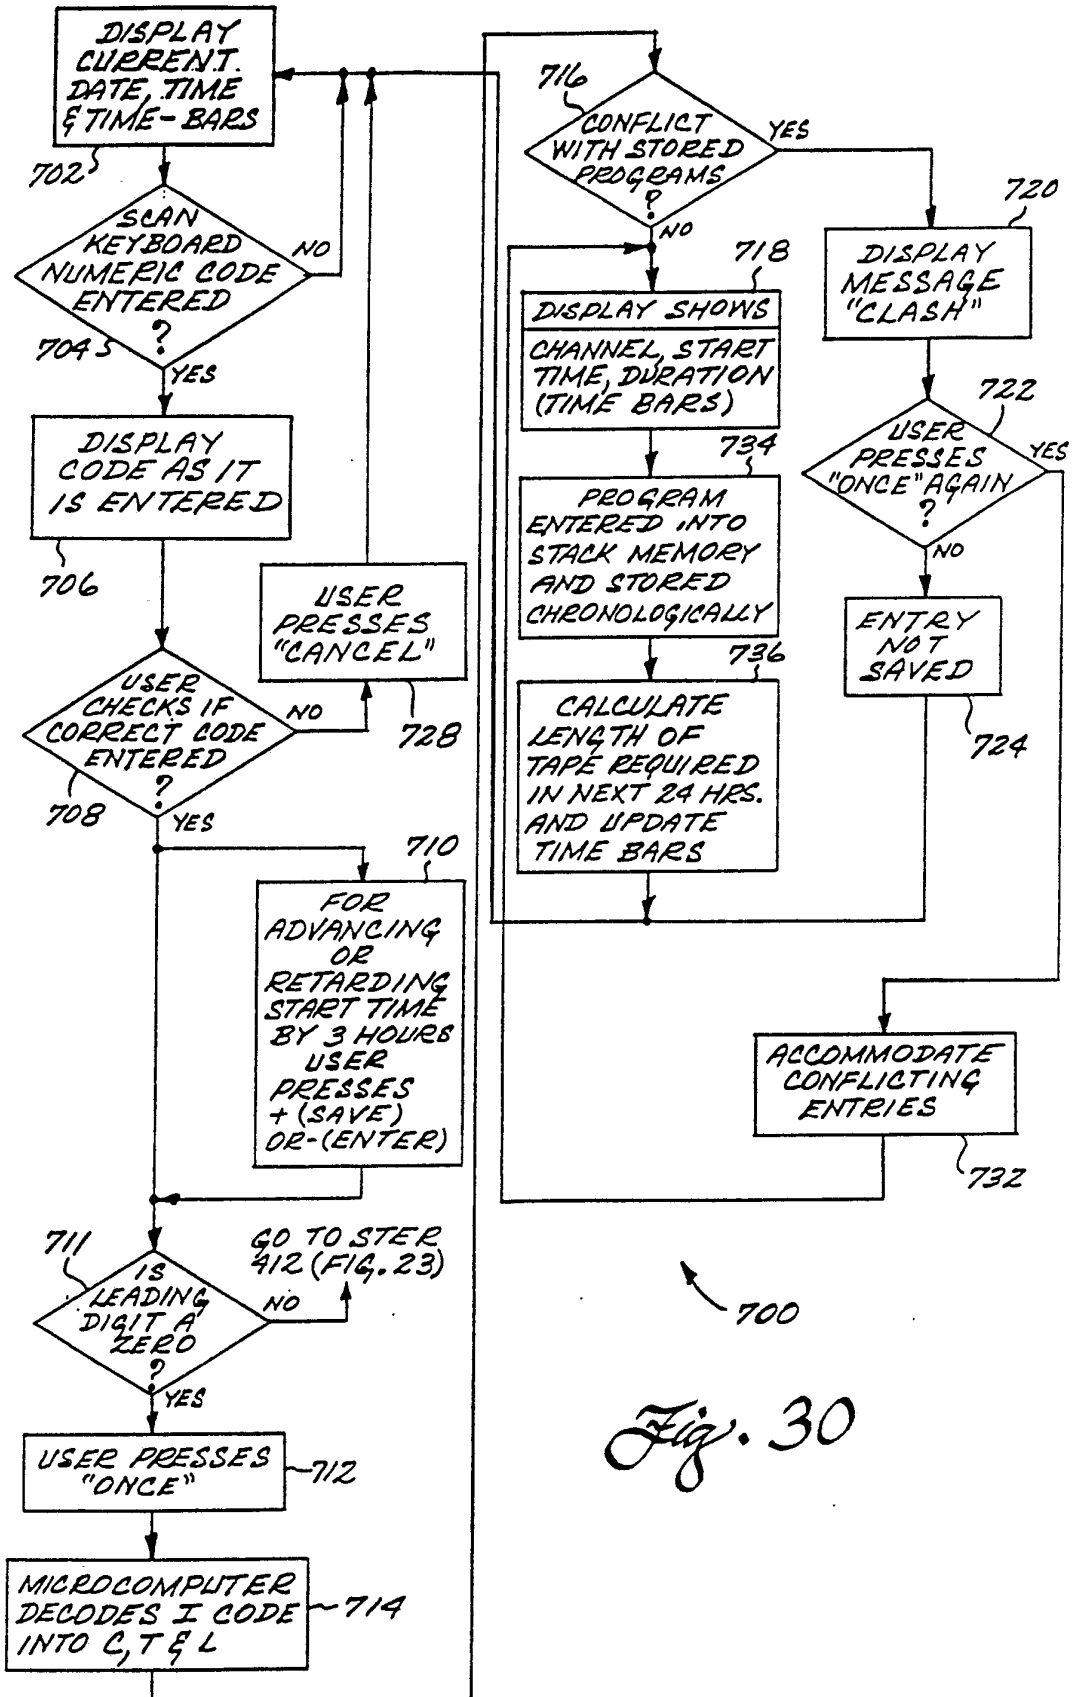 DISPLAY
CURRENT.
DATE, TIME
& TIME-BARS
702
SCAN
KEYBOARD
NUMERIC CODE
ENTERED
?
NO
704
YES
DISPLAY
CODE AS IT
IS ENTERED
706
USER
PRESSES
"CANCEL"
728
USER
CHECKS IF
CORRECT CODE
ENTERED
?
NO
708
YES
710
FOR
ADVANCING
OR
RETARDING
START TIME
BY 3 HOURS
USER
PRESSES
+ (SAVE)
OR-(ENTER)
711
IS
LEADING
DIGIT A
ZERO
?
NO
GO TO STER
412 (FIG. 23)
YES
USER PRESSES
"ONCE"
712
MICROCOMPUTER
DECODES I CODE
INTO C, T & L
714
716
CONFLICT
WITH STORED
PROGRAMS
?
YES
NO
718
DISPLAY SHOWS
CHANNEL, START
TIME, DURATION
(TIME BARS)
734
PROGRAM
ENTERED INTO
STACK MEMORY
AND STORED
CHRONOLOGICALLY
736
CALCULATE
LENGTH OF
TAPE REQUIRED
IN NEXT 24 HRS.
AND UPDATE
TIME BARS
720
DISPLAY
MESSAGE
"CLASH"
722
USER
PRESSES
"ONCE" AGAIN
?
YES
NO
ENTRY
NOT
SAVED
724
ACCOMMODATE
CONFLICTING
ENTRIES
732
700
Fig. 30